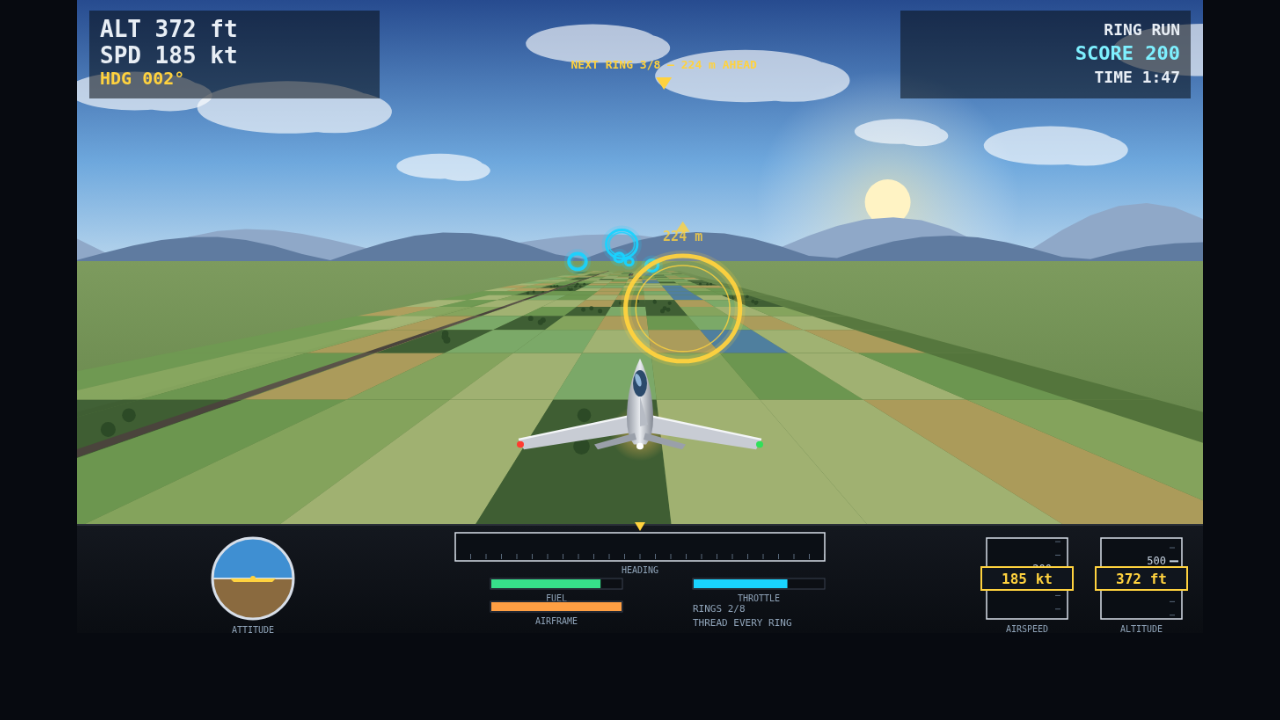 ALT 372 ft
SPD 185 kt
HDG 002°
NEXT RING 3/8
AHEAD
RING RUN
SCORE 200
TIME 1:47
224 m
HEADING
FUEL
THROTTLE
AIRFRAME
RINGS 2/8
THREAD EVERY RING
ATTITUDE
185 kt
AIRSPEED
500
372 ft
ALTITUDE